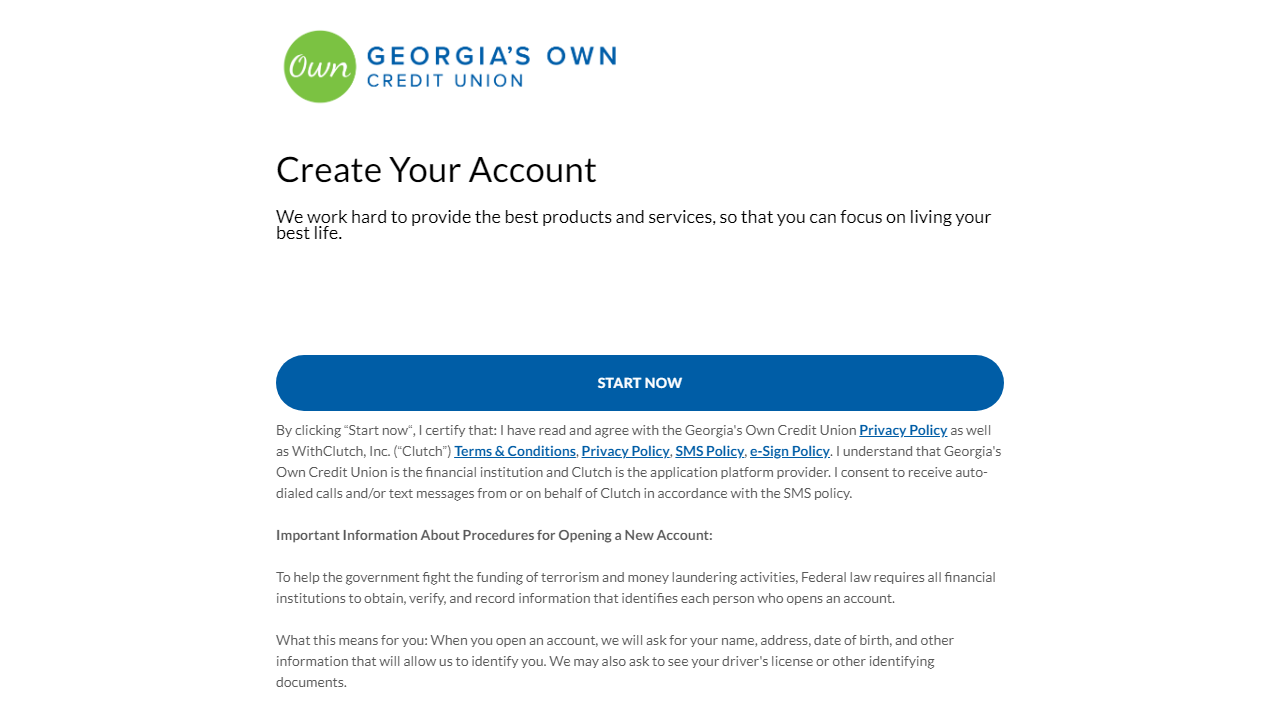 Own
GEORGIA'S OWN
CREDIT UNION
Create Your Account
We work hard to provide the best products and services, so that you can focus on living your
best life.
START NOW
By clicking “Start now“, I certify that: I have read and agree with the Georgia's Own Credit Union Privacy Policy as well
as WithClutch, Inc. (“Clutch”) Terms & Conditions, Privacy Policy, SMS Policy, e-Sign Policy. I understand that Georgia's
Own Credit Union is the financial institution and Clutch is the application platform provider. I consent to receive auto-
dialed calls and/or text messages from or on behalf of Clutch in accordance with the SMS policy.
Important Information About Procedures for Opening a New Account:
To help the government fight the funding of terrorism and money laundering activities, Federal law requires all financial
institutions to obtain, verify, and record information that identifies each person who opens an account.
What this means for you: When you open an account, we will ask for your name, address, date of birth, and other
information that will allow us to identify you. We may also ask to see your driver's license or other identifying
documents.